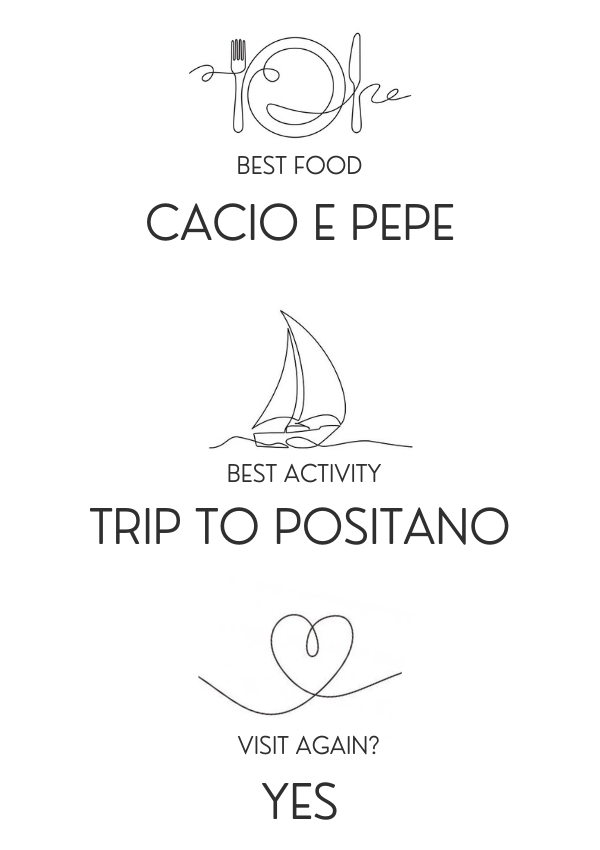 BEST FOOD
CACIO E PEPE
BEST ACTIVITY
TRIP TO POSITANO
VISIT AGAIN?
YES